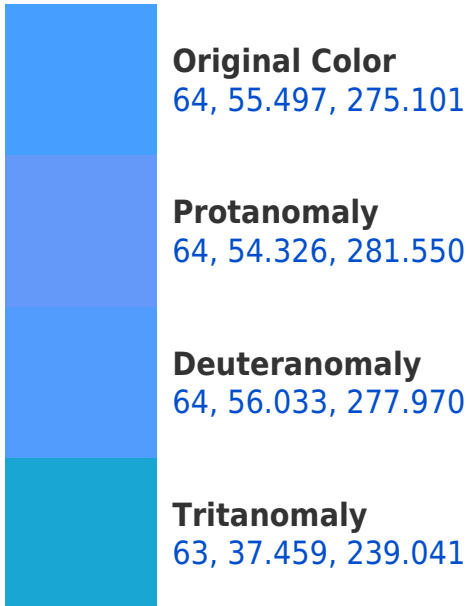 Original Color
64, 55.497, 275.101
Protanomaly
64, 54.326, 281.550
Deuteranomaly
64, 56.033, 277.970
Tritanomaly
63, 37.459, 239.041